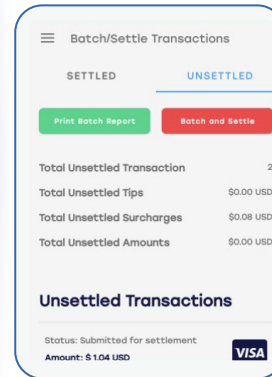 Batch/Settle Transactions
SETTLED UNSETTLED
Print Batch Report Batch and Settle
Total Unsettled Transaction 2
Total Unsettled Tips $0.00 USD
Total Unsettled Surcharges $0.08 USD
Total Unsettled Amounts $0.00 USD
Unsettled Transactions
Status: Submitted for settlement
VISA
Amount: $ 1.04 USD